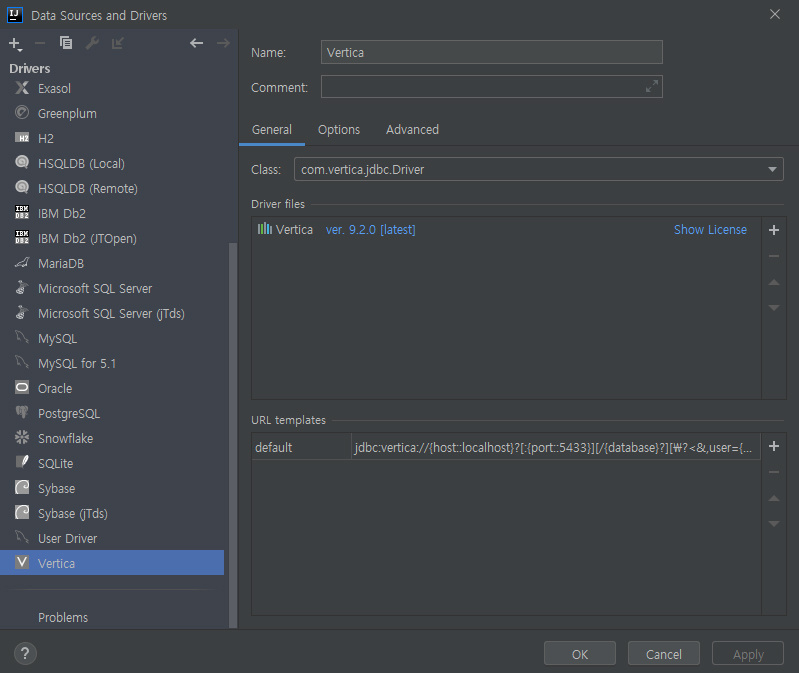 Data Sources and Drivers
Drivers
Exasol
Greenplum
H2
HSQLDB (Local)
HSQLDB (Remote)
IBM Db2
IBM Db2 (JTOpen)
MariaDB
Microsoft SQL Server
Microsoft SQL Server (jTds)
MySQL
MySQL for 5.1
Oracle
PostgreSQL
Snowflake
SQLite
Sybase
Sybase (jTds)
User Driver
Vertica
Problems
Name: Vertica
Comment:
General Options Advanced
Class: com.vertica.jdbc.Driver
Driver files
Vertica ver. 9.2.0 [latest] Show License
URL templates
default jdbc:vertica://{host::localhost}?[:{port::5433}][/{database}?][₩?<&,user={...
? OK Cancel Apply